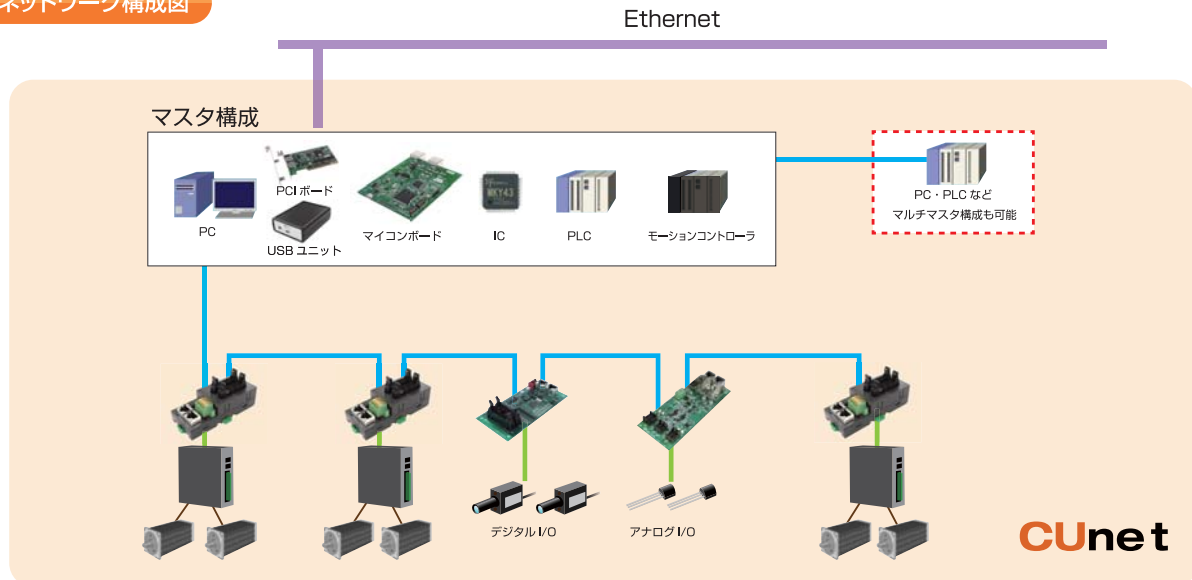 ネットワーク構成図
Ethernet
マスタ構成
PC
PCI ボード
USB ユニット
マイコンボード
MKY43
IC
PLC
モーションコントローラ
PC・PLC など
マルチマスタ構成も可能
デジタル I/O
アナログ I/O
CUnet